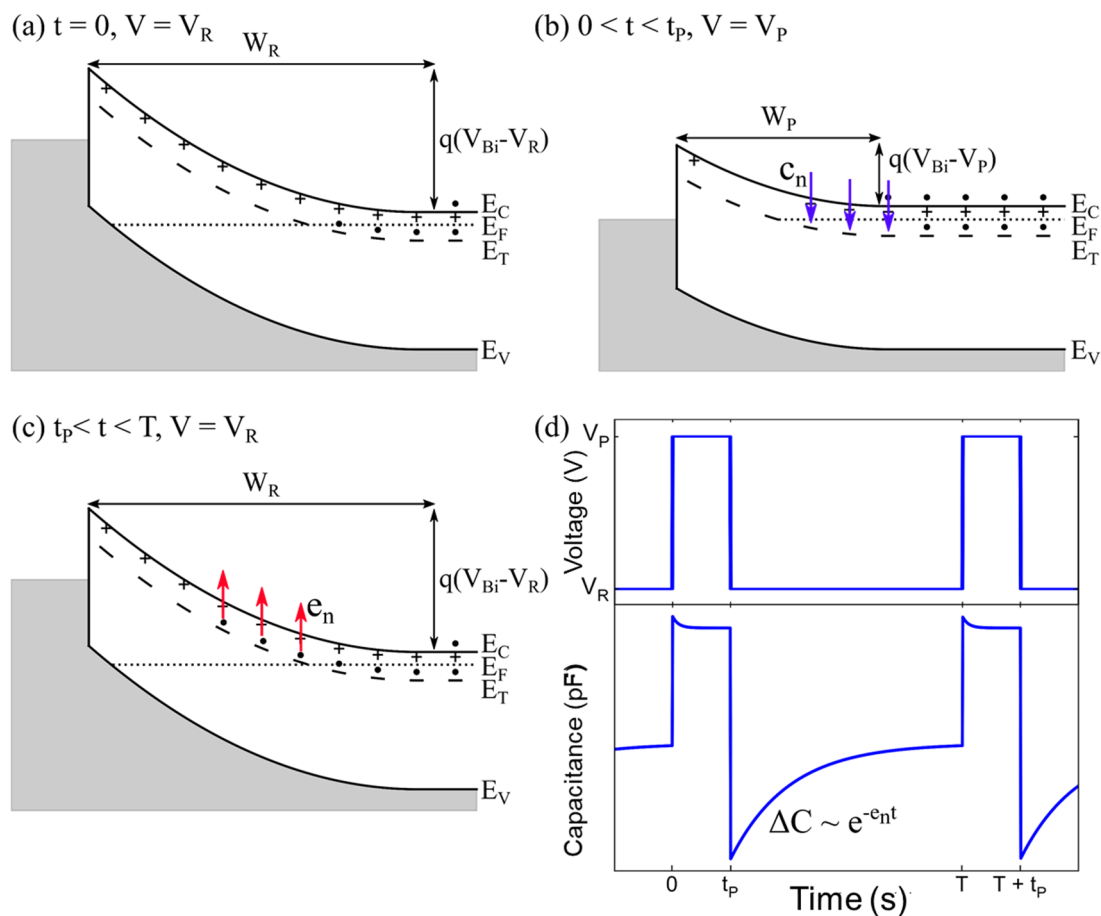 (a) t = 0, V = V_R
W_R
q(V_Bi-V_R)
E_C
E_F
E_T
E_V
(b) 0 < t < t_P, V = V_P
W_P
q(V_Bi-V_P)
c_n
E_C
E_F
E_T
E_V
(c) t_P < t < T, V = V_R
W_R
q(V_Bi-V_R)
e_n
E_C
E_F
E_T
E_V
(d)
V_P
Voltage (V)
V_R
Capacitance (pF)
ΔC ~ e^-e_n t
0 t_P T T + t_P
Time (s)